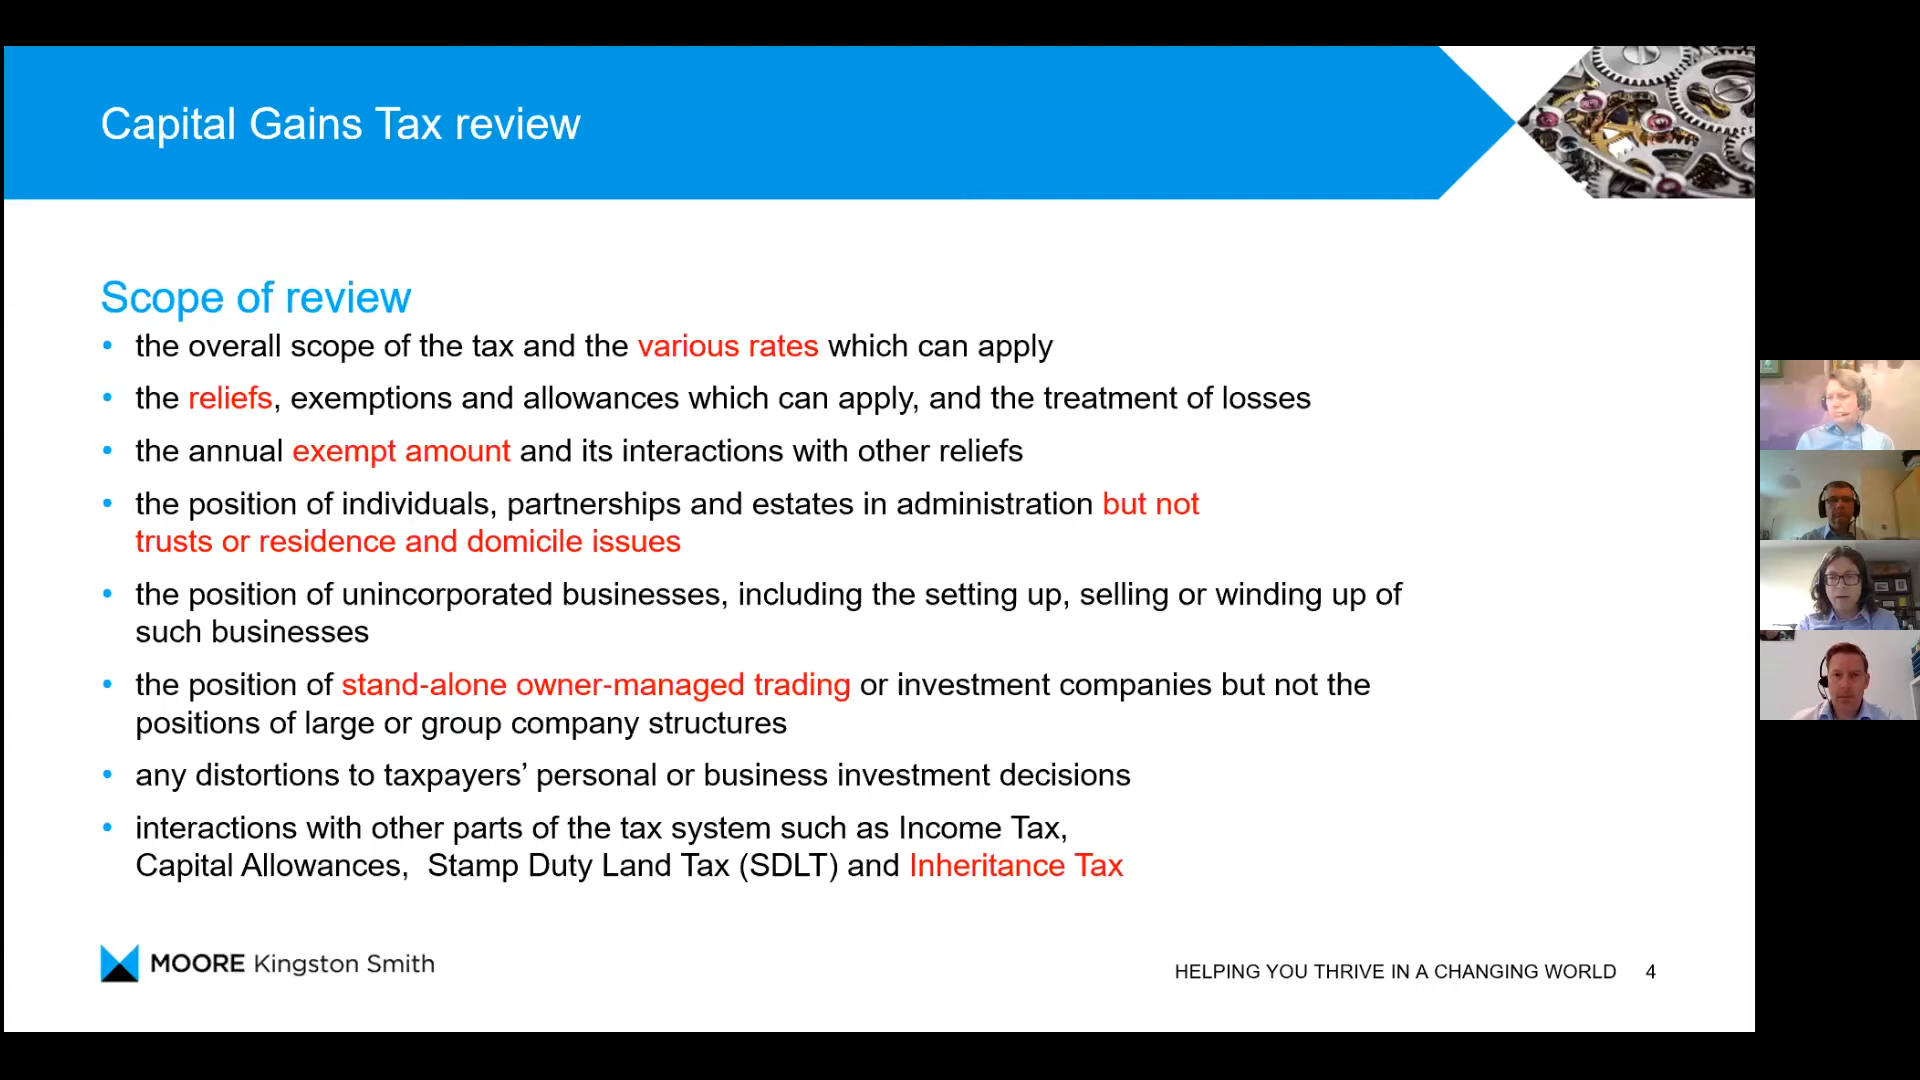 Capital Gains Tax review
Scope of review
• the overall scope of the tax and the various rates which can apply
• the reliefs, exemptions and allowances which can apply, and the treatment of losses
• the annual exempt amount and its interactions with other reliefs
• the position of individuals, partnerships and estates in administration but not
trusts or residence and domicile issues
• the position of unincorporated businesses, including the setting up, selling or winding up of
such businesses
• the position of stand-alone owner-managed trading or investment companies but not the
positions of large or group company structures
• any distortions to taxpayers’ personal or business investment decisions
• interactions with other parts of the tax system such as Income Tax,
Capital Allowances,  Stamp Duty Land Tax (SDLT) and Inheritance Tax
MOORE Kingston Smith
HELPING YOU THRIVE IN A CHANGING WORLD 4